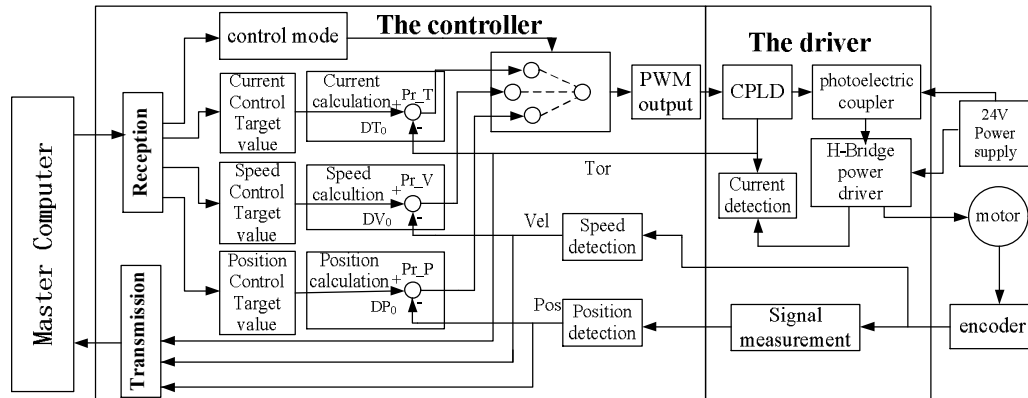 The controller
The driver
Master Computer
Reception
Transmission
control mode
Current
Control
Target
value
Current
calculation
+
Pr_T
DT₀
-
Speed
Control
Target
value
Speed
calcultion
+
Pr_V
DV₀
-
Position
Control
Target
value
Position
calculation
+
Pr_P
DP₀
-
PWM
output
CPLD
photoelectric
coupler
24V
Power
supply
H-Bridge
power
driver
Current
detection
Tor
motor
Vel
Speed
detection
Pos
Position
detection
Signal
measurement
encoder